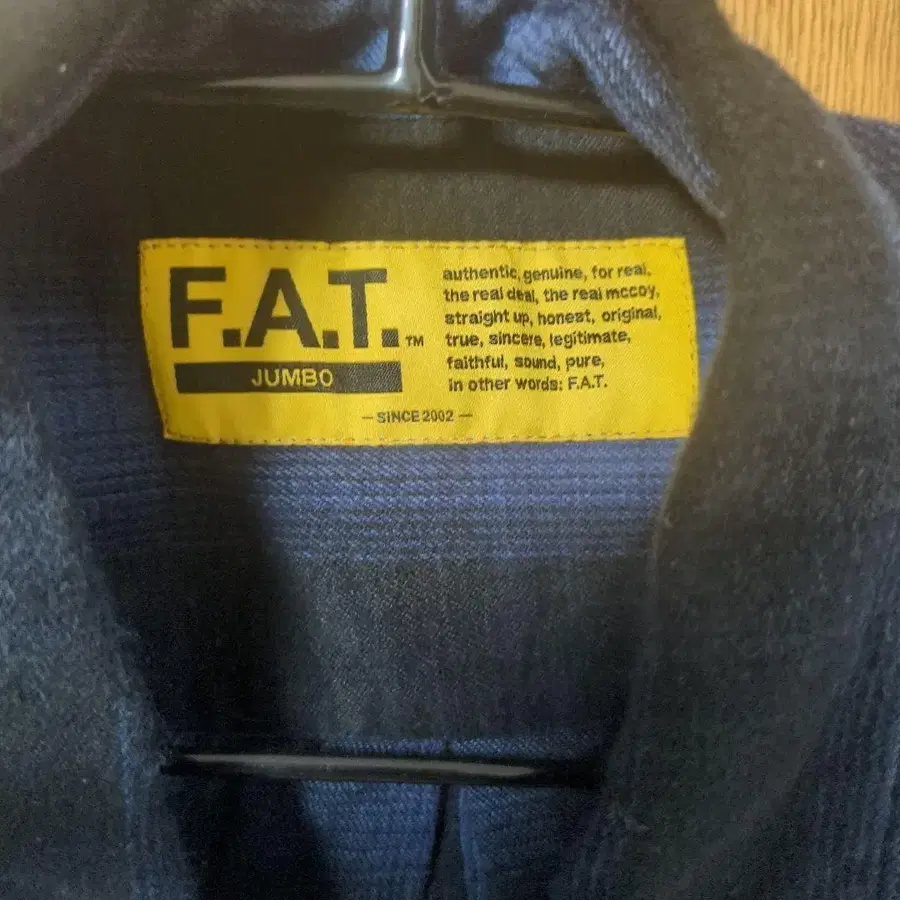 F.A.T.™
JUMBO
authentic, genuine, for real,
the real deal, the real mccoy,
straight up, honest, original,
true, sincere, legitimate,
faithful, sound, pure,
in other words: F.A.T.
— SINCE 2002 —